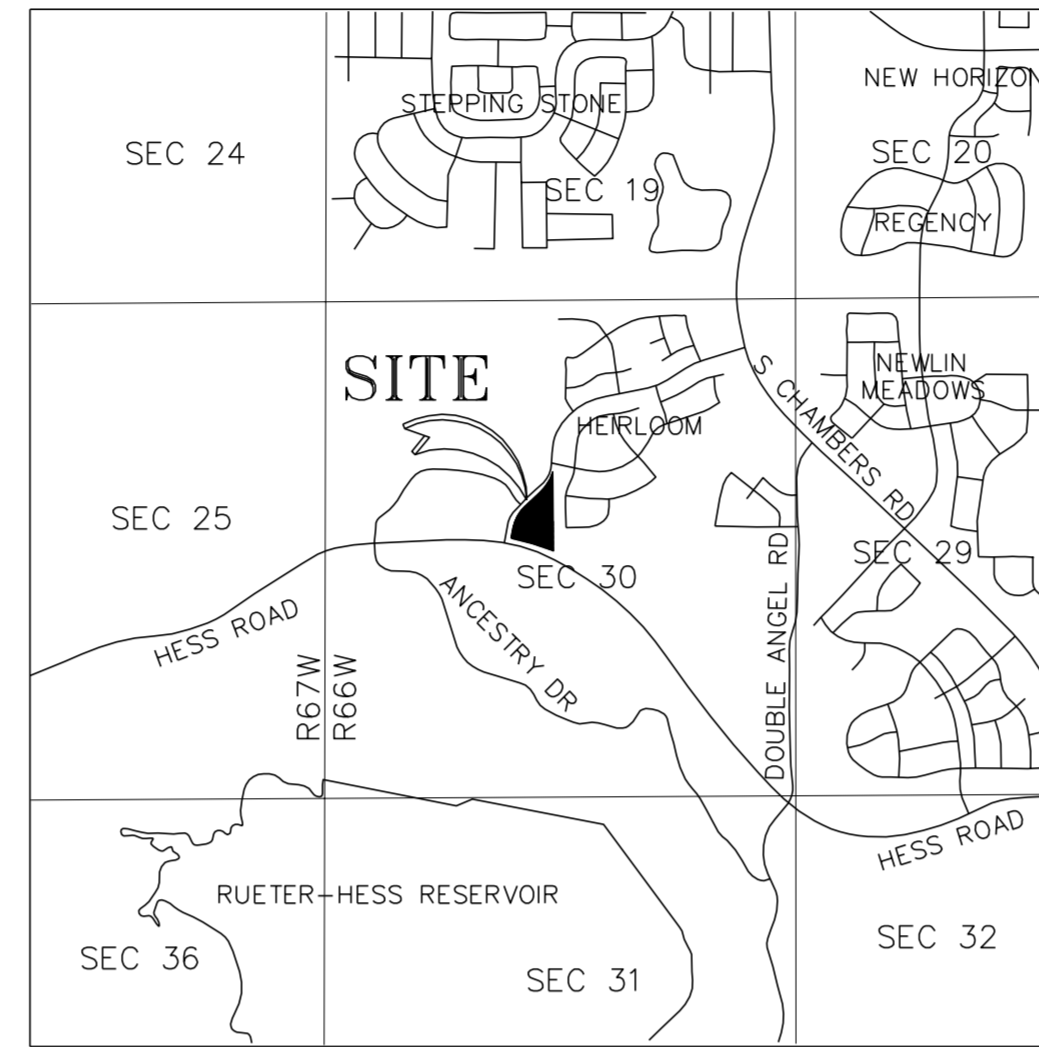 NEW HORIZON
STEPPING STONE
SEC 24
SEC 20
SEC 19
REGENCY
SITE
NEWLIN
MEADOWS
S CHAMBERS RD
HEIRLOOM
SEC 25
SEC 29
SEC 30
ANCESTRY DR
HESS ROAD
DOUBLE ANGEL RD
R67W
R66W
HESS ROAD
RUETER-HESS RESERVOIR
SEC 32
SEC 36
SEC 31